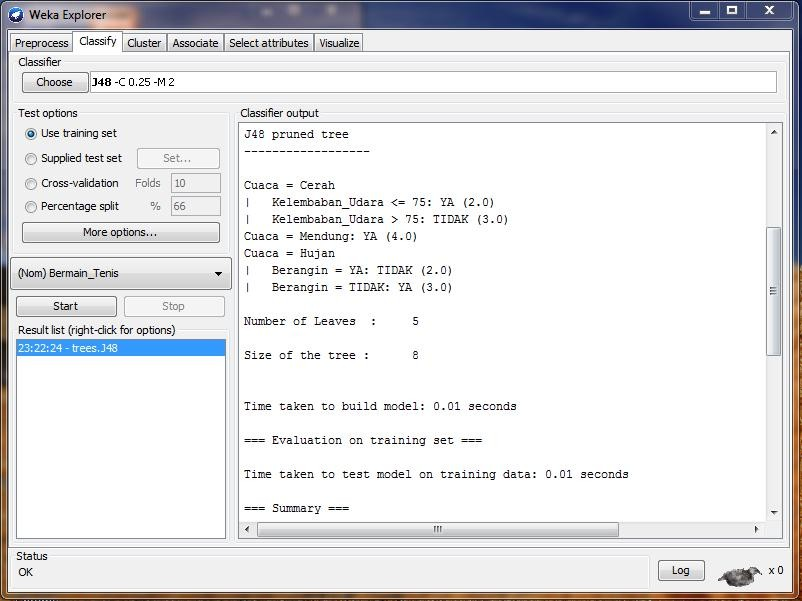 Weka Explorer
Preprocess Classify Cluster Associate Select attributes Visualize
Classifier
Choose J48 -C 0.25 -M 2
Test options
Use training set
Supplied test set Set...
Cross-validation Folds 10
Percentage split % 66
More options...
(Nom) Bermain_Tenis
Start Stop
Result list (right-click for options)
23:22:24 - trees.J48
Classifier output
J48 pruned tree
------------------
Cuaca = Cerah
|   Kelembaban_Udara <= 75: YA (2.0)
|   Kelembaban_Udara > 75: TIDAK (3.0)
Cuaca = Mendung: YA (4.0)
Cuaca = Hujan
|   Berangin = YA: TIDAK (2.0)
|   Berangin = TIDAK: YA (3.0)
Number of Leaves  :     5
Size of the tree :      8
Time taken to build model: 0.01 seconds
=== Evaluation on training set ===
Time taken to test model on training data: 0.01 seconds
=== Summary ===
Status
OK
Log x 0